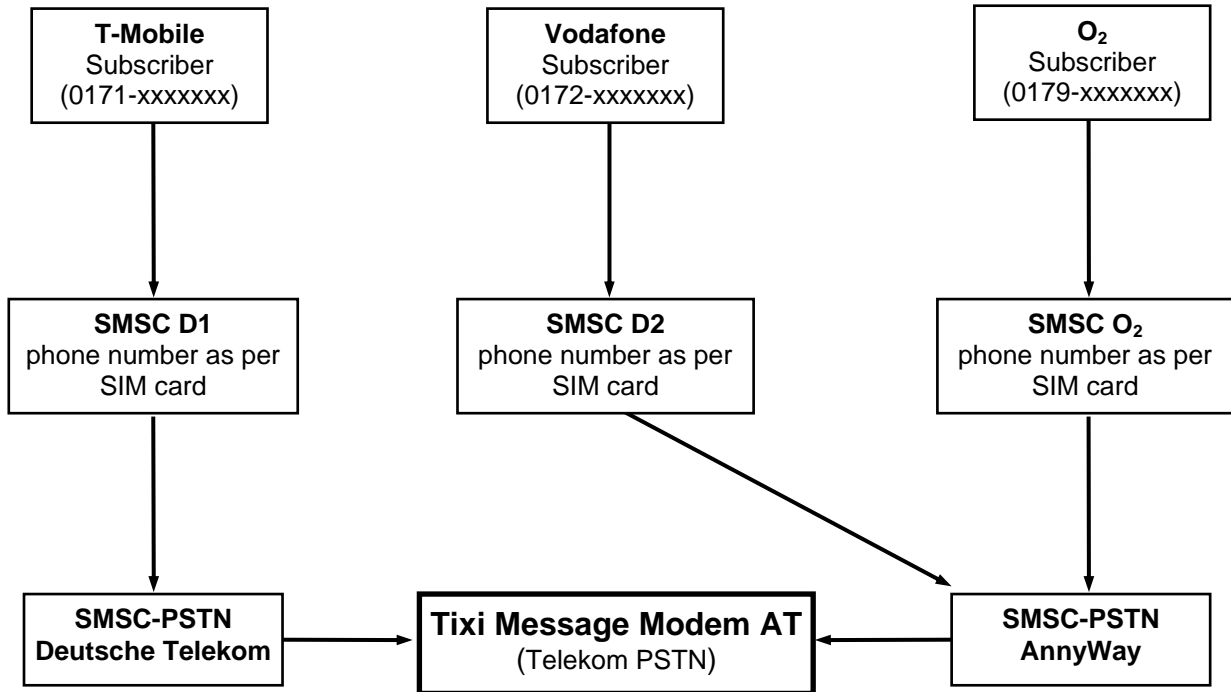 T-Mobile
Subscriber
(0171-xxxxxxx)
Vodafone
Subscriber
(0172-xxxxxxx)
O₂
Subscriber
(0179-xxxxxxx)
SMSC D1
phone number as per
SIM card
SMSC D2
phone number as per
SIM card
SMSC O₂
phone number as per
SIM card
SMSC-PSTN
Deutsche Telekom
Tixi Message Modem AT
(Telekom PSTN)
SMSC-PSTN
AnnyWay